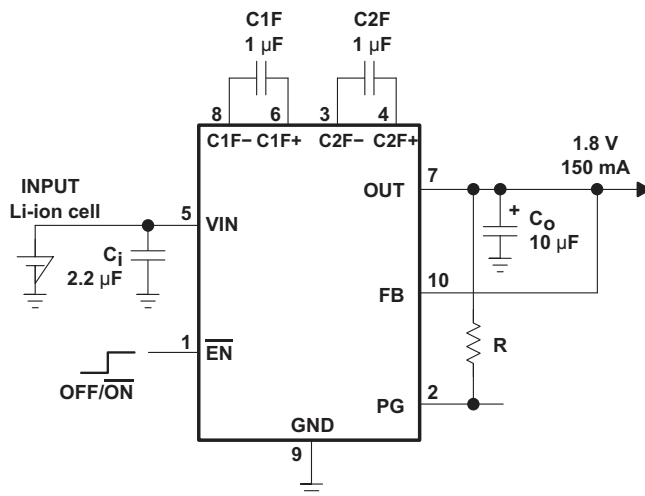 C1F
1 µF
C2F
1 µF
8
6
3
4
C1F− C1F+ C2F− C2F+
1.8 V
150 mA
7
OUT
INPUT
Li-ion cell
5
VIN
Ci
2.2 µF
+
Co
10 µF
10
FB
1
EN
OFF/ON
R
2
PG
GND
9